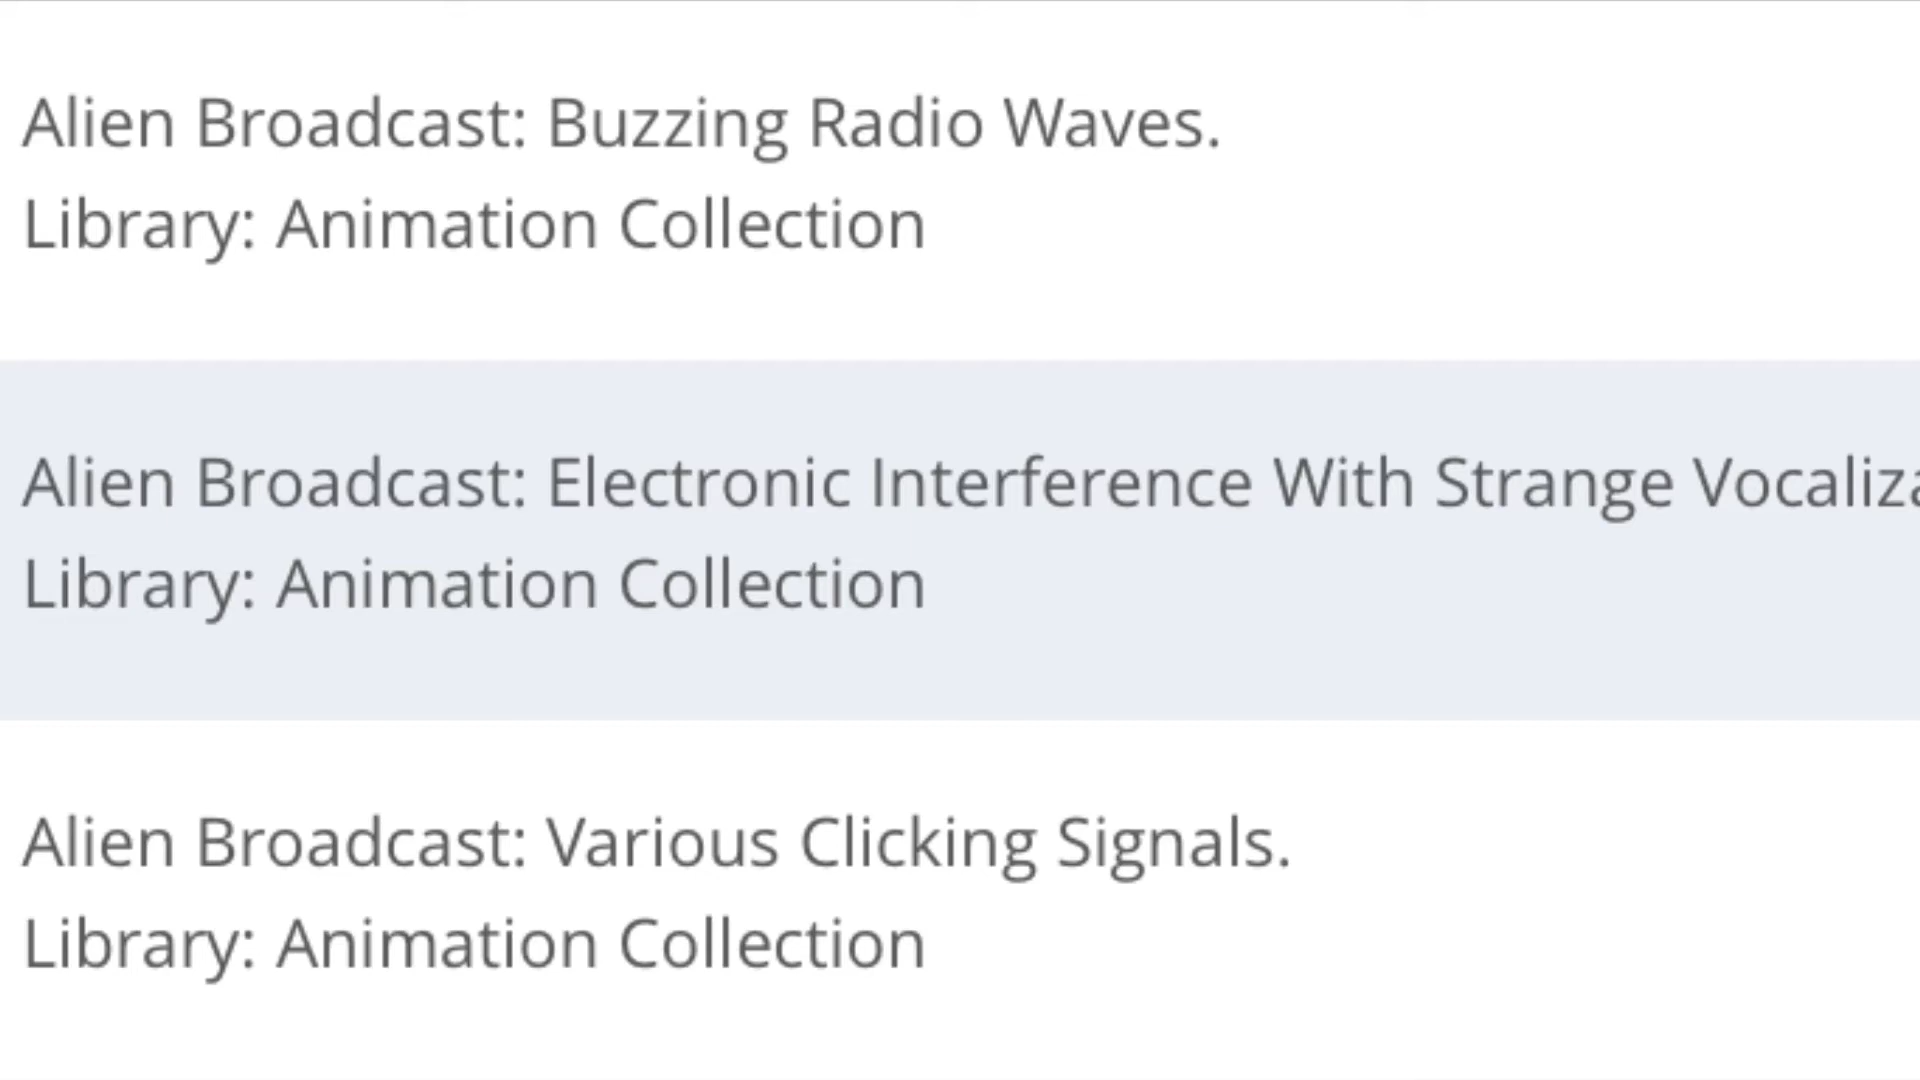 Alien Broadcast: Buzzing Radio Waves.
Library: Animation Collection
Alien Broadcast: Electronic Interference With Strange
Library: Animation Collection
Alien Broadcast: Various Clicking Signals.
Library: Animation Collection